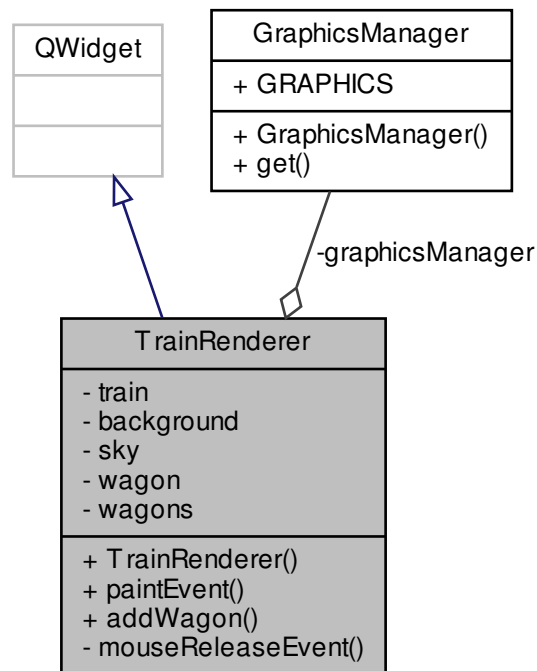 QWidget
GraphicsManager
+ GRAPHICS
+ GraphicsManager()
+ get()
-graphicsManager
TrainRenderer
- train
- background
- sky
- wagon
- wagons
+ TrainRenderer()
+ paintEvent()
+ addWagon()
- mouseReleaseEvent()